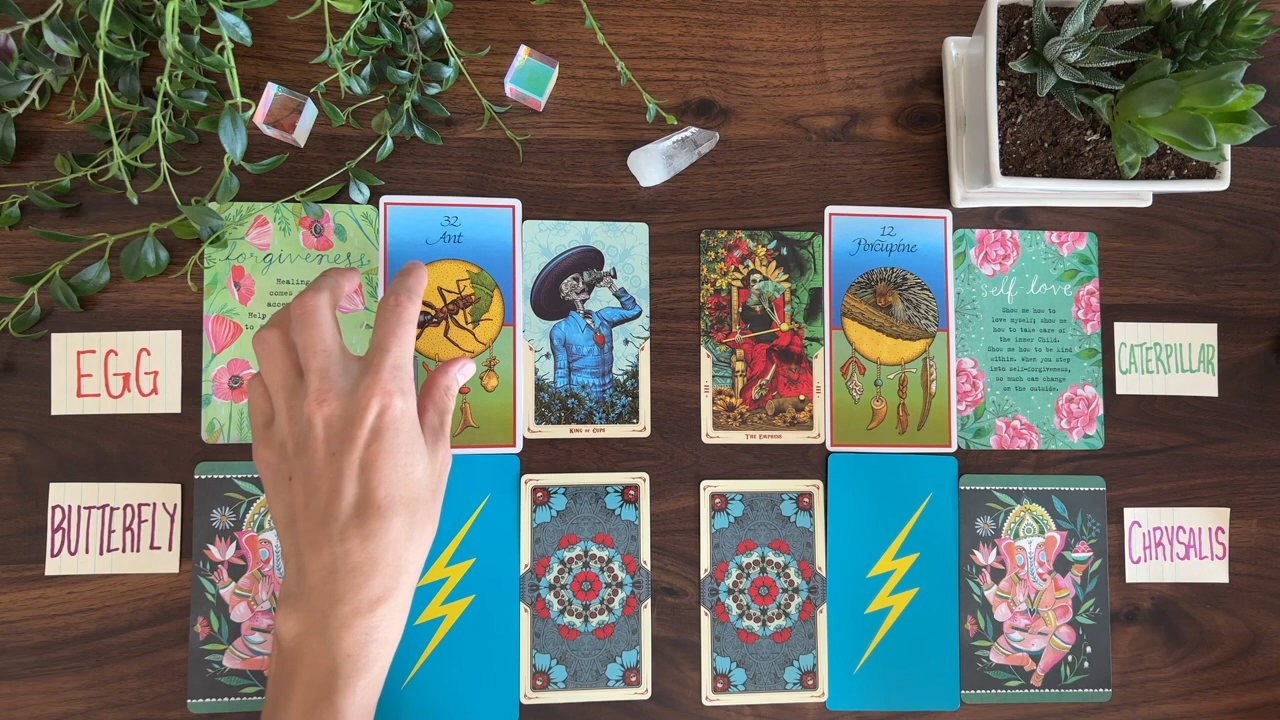 EGG
forgiveness
Healing
comes
Help
to
32
Ant
KING OF CUPS
THE EMPRESS
12
Porcupine
self-love
Show me how to
love myself; show me
how to take care of
the inner Child.
Show me how to be kind
within. When you step
into self-forgiveness,
so much can change
on the outside.
CATERPILLAR
BUTTERFLY
CHRYSALIS